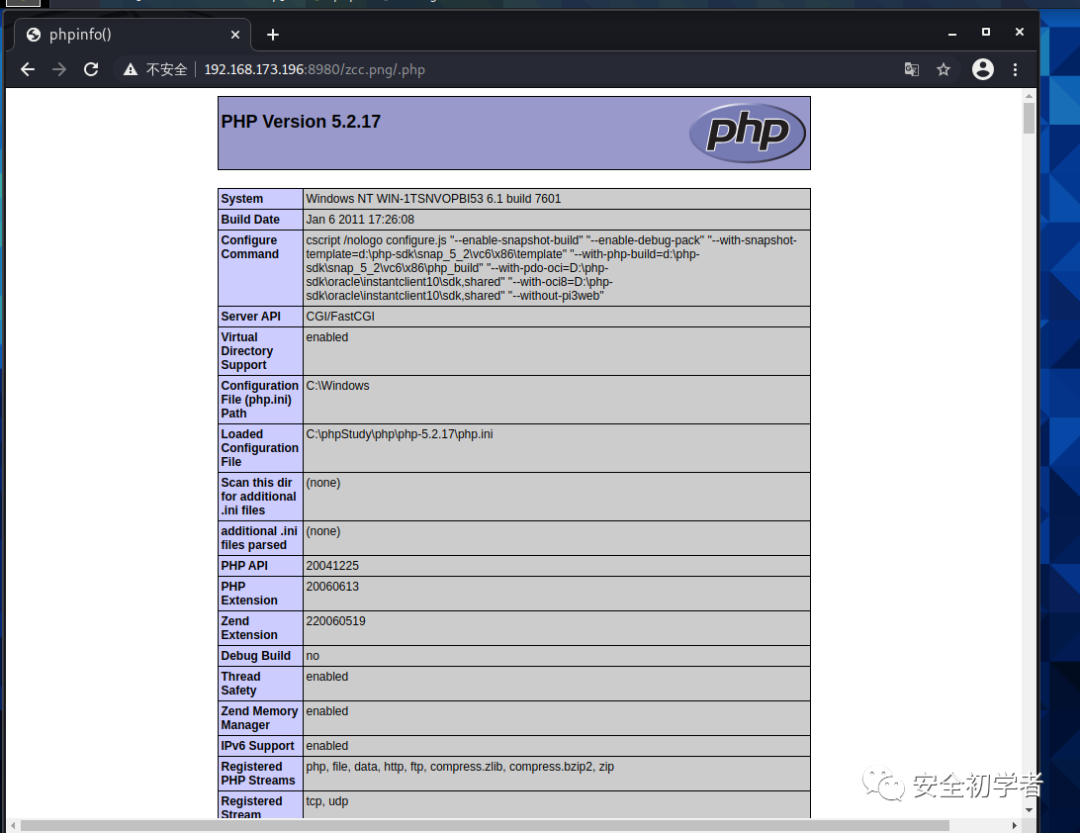 phpinfo()
不安全
192.168.173.196:8980/zcc.png/.php
PHP Version 5.2.17
php
System Windows NT WIN-1TSNVOPBI53 6.1 build 7601
Build Date Jan 6 2011 17:26:08
Configure Command cscript /nologo configure.js "--enable-snapshot-build" "--enable-debug-pack" "--with-snapshot-
template=d:\php-sdk\snap_5_2\vc6\x86\template" "--with-php-build=d:\php-
sdk\snap_5_2\vc6\x86\php_build" "--with-pdo-oci=D:\php-
sdk\oracle\instantclient10\sdk,shared" "--with-oci8=D:\php-
sdk\oracle\instantclient10\sdk,shared" "--without-pi3web"
Server API CGI/FastCGI
Virtual
Directory
Support
enabled
Configuration
File (php.ini)
Path
C:\Windows
Loaded
Configuration
File
C:\phpStudy\php\php-5.2.17\php.ini
Scan this dir
for additional
.ini files
(none)
additional .ini
files parsed
(none)
PHP API 20041225
PHP
Extension
20060613
Zend
Extension
220060519
Debug Build no
Thread
Safety
enabled
Zend Memory
Manager
enabled
IPv6 Support enabled
Registered
PHP Streams
php, file, data, http, ftp, compress.zlib, compress.bzip2, zip
Registered
Stream
tcp, udp
安全初学者